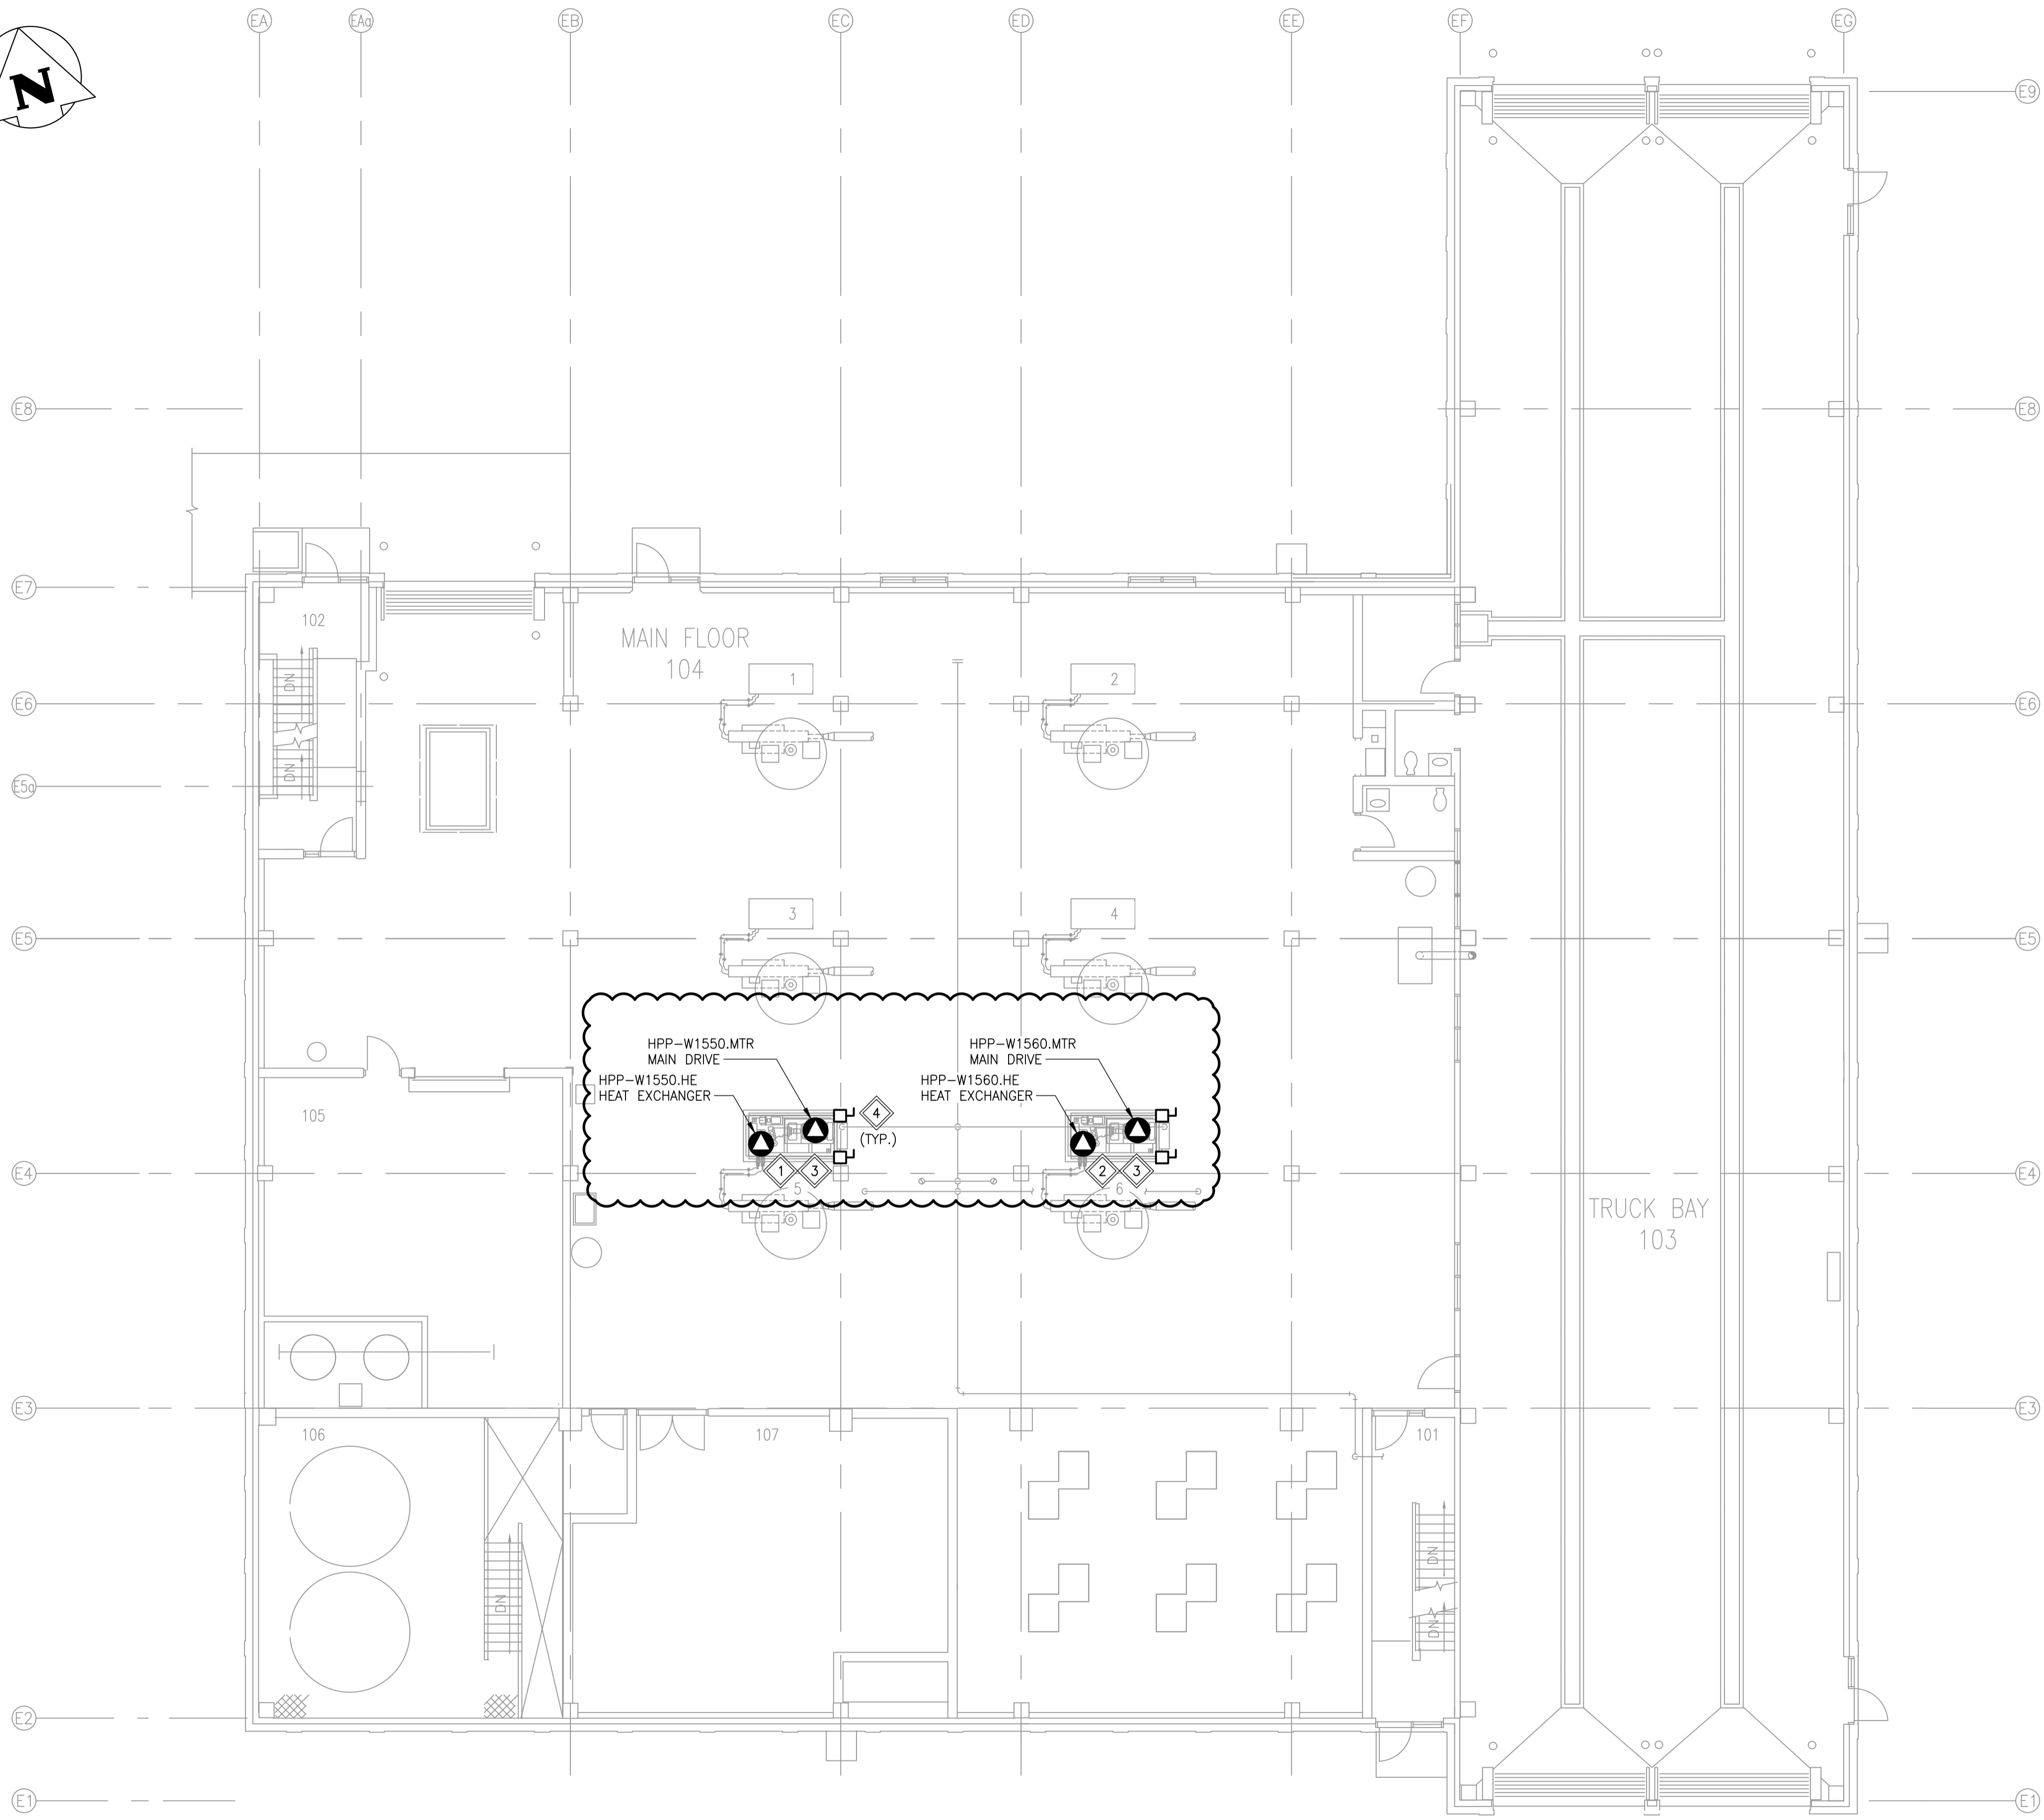 EA EAa EB EC ED EE EF EG
N
E9
E8 E8
E7
102
MAIN FLOOR
104
DN
1 2
E6 E6
DN
E5a
3 4
E5 E5
HPP-W1550.MTR
MAIN DRIVE
HPP-W1560.MTR
MAIN DRIVE
HPP-W1550.HE
HEAT EXCHANGER
HPP-W1560.HE
HEAT EXCHANGER
105
4
(TYP.)
E4 1 3 2 3 E4
5 6
TRUCK BAY
103
E3 E3
106 107 101
DN
DN
DN
E2
E1 E1